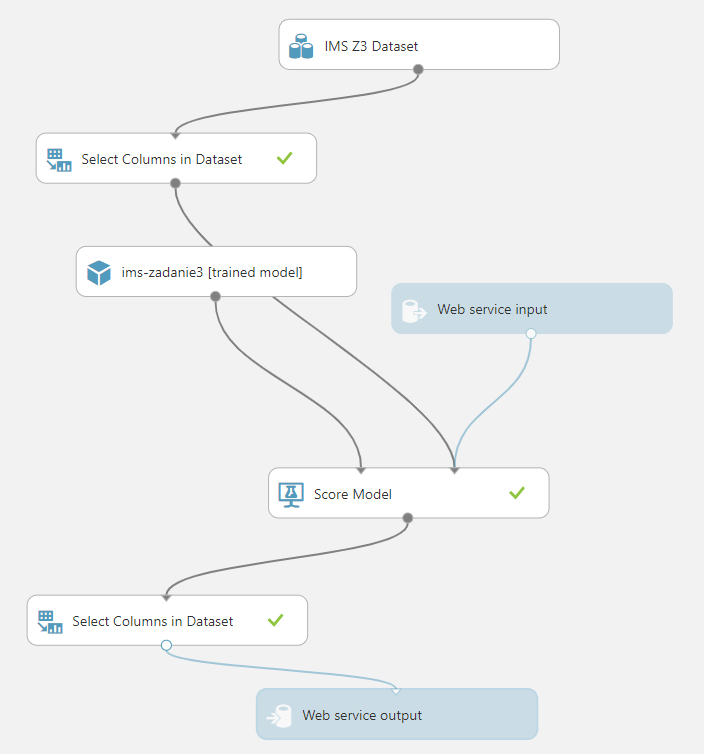 IMS Z3 Dataset
Select Columns in Dataset
ims-zadanie3 [trained model]
Web service input
Score Model
Select Columns in Dataset
Web service output